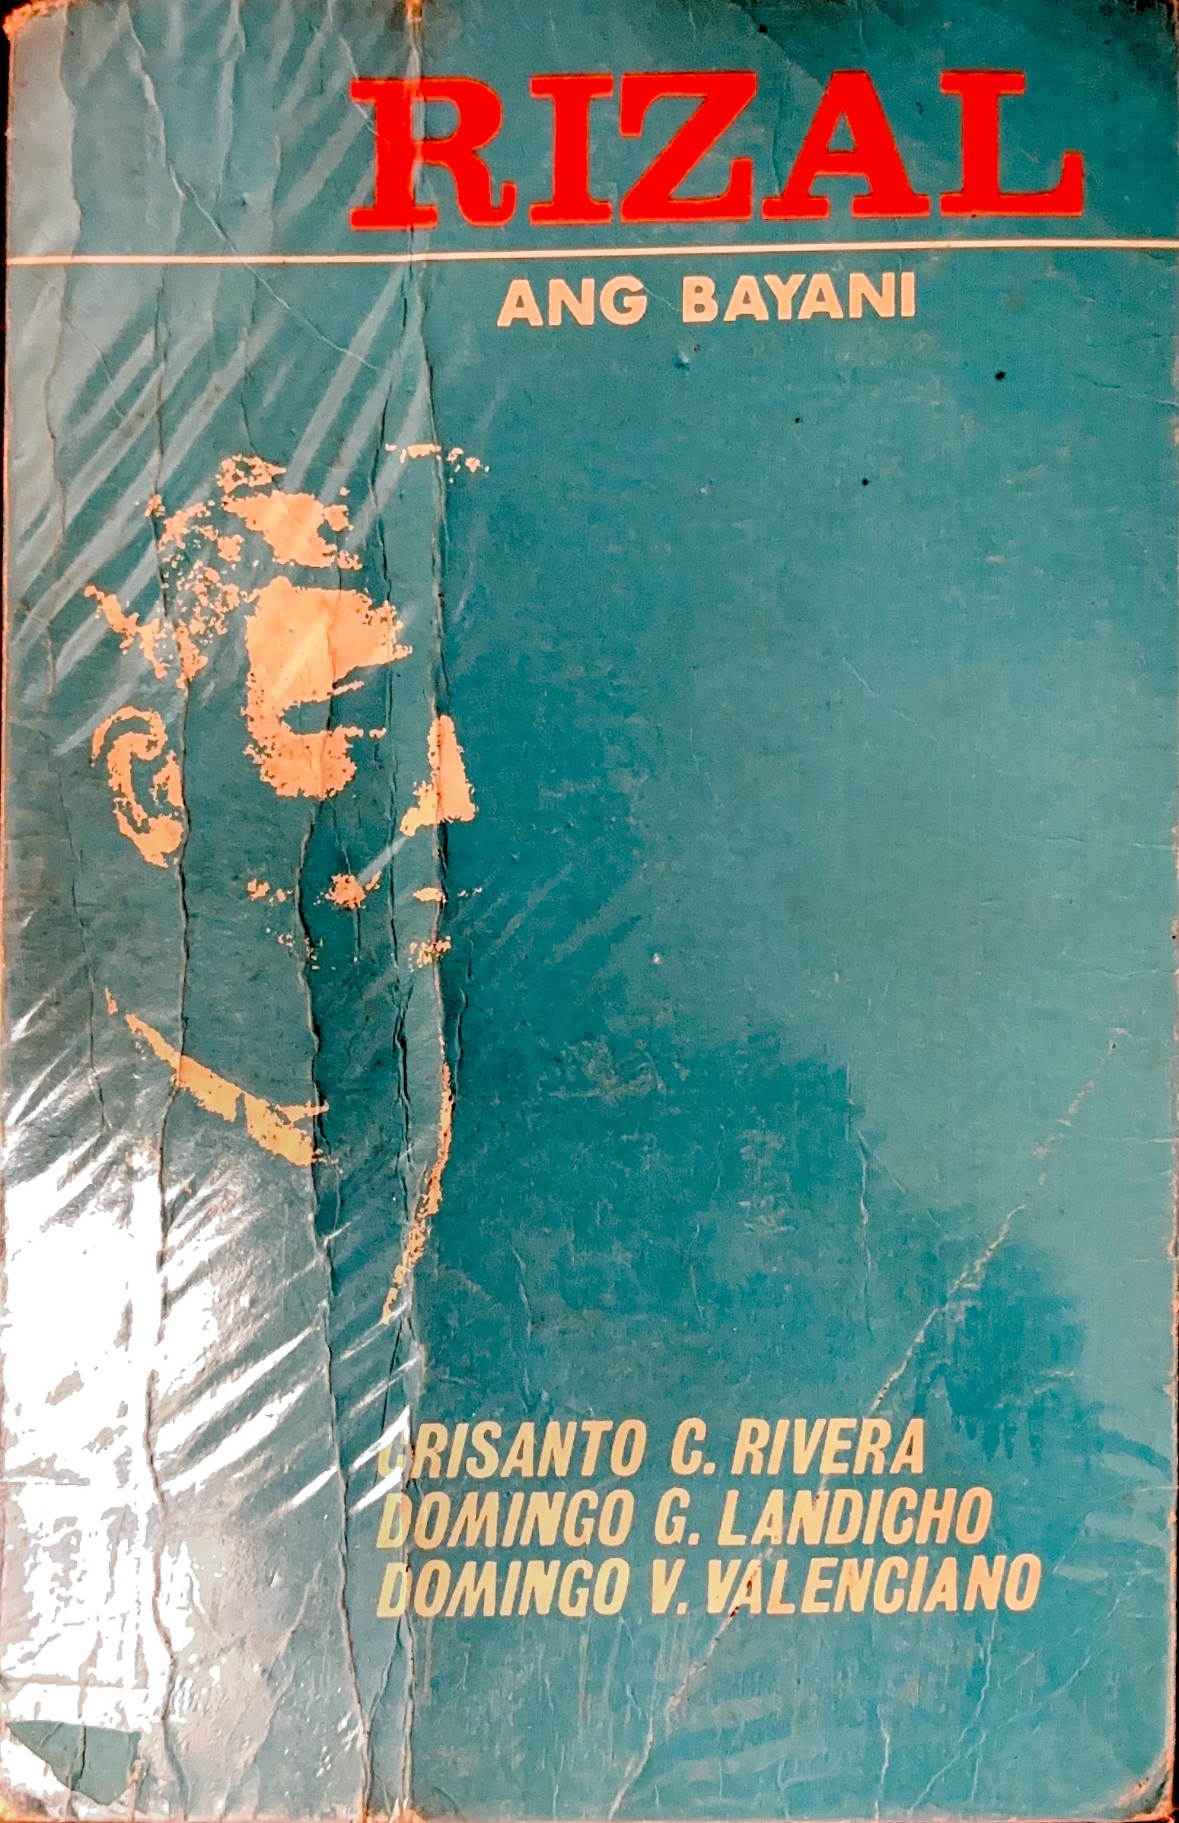 RIZAL
ANG BAYANI
CRISANTO C. RIVERA
DOMINGO G. LANDICHO
DOMINGO V. VALENCIANO